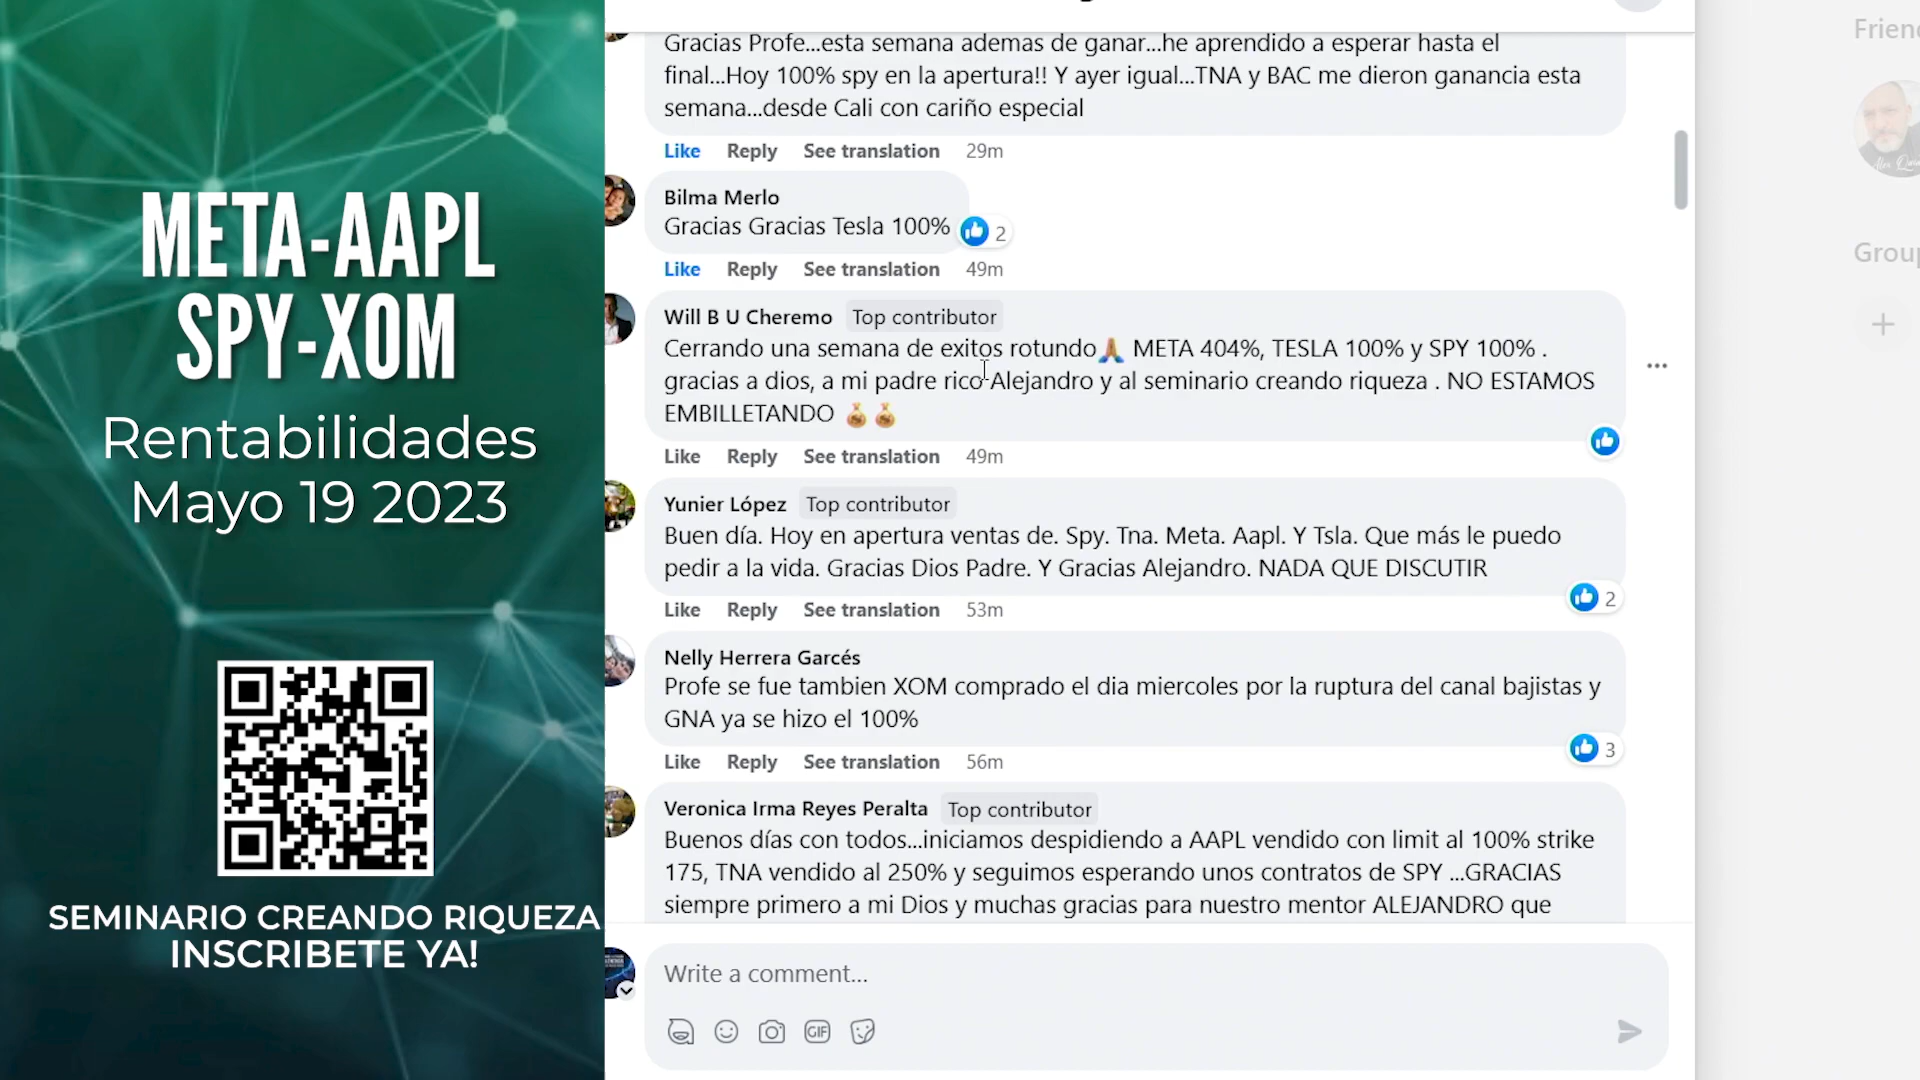 META-AAPL
SPY-XOM
Rentabilidades
Mayo 19 2023
SEMINARIO CREANDO RIQUEZA
INSCRIBETE YA!
Gracias Profe...esta semana ademas de ganar...he aprendido a esperar hasta el
final...Hoy 100% spy en la apertura!! Y ayer igual...TNA y BAC me dieron ganancia esta
semana...desde Cali con cariño especial
Like Reply See translation 29m
Bilma Merlo
Gracias Gracias Tesla 100% 2
Like Reply See translation 49m
Will B U Cheremo Top contributor
Cerrando una semana de exitos rotundo🙏 META 404%, TESLA 100% y SPY 100% .
gracias a dios, a mi padre rico Alejandro y al seminario creando riqueza . NO ESTAMOS
EMBILLETANDO 💰💰
Like Reply See translation 49m
Yunier López Top contributor
Buen día. Hoy en apertura ventas de. Spy. Tna. Meta. Aapl. Y Tsla. Que más le puedo
pedir a la vida. Gracias Dios Padre. Y Gracias Alejandro. NADA QUE DISCUTIR
2
Like Reply See translation 53m
Nelly Herrera Garcés
Profe se fue tambien XOM comprado el dia miercoles por la ruptura del canal bajistas y
GNA ya se hizo el 100%
3
Like Reply See translation 56m
Veronica Irma Reyes Peralta Top contributor
Buenos días con todos...iniciamos despidiendo a AAPL vendido con limit al 100% strike
175, TNA vendido al 250% y seguimos esperando unos contratos de SPY ...GRACIAS
siempre primero a mi Dios y muchas gracias para nuestro mentor ALEJANDRO que
Write a comment...
GIF